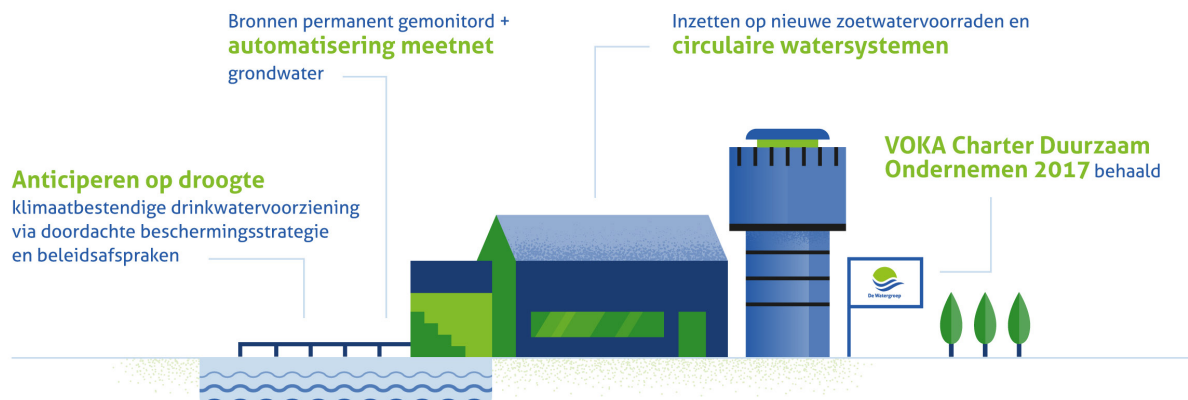 Bronnen permanent gemonitord +
automatisering meetnet
grondwater
Inzetten op nieuwe zoetwatervoorraden en
circulaire watersystemen
VOKA Charter Duurzaam
Ondernemen 2017 behaald
Anticiperen op droogte
klimaatbestendige drinkwatervoorziening
via doordachte beschermingsstrategie
en beleidsafspraken
De Watergroep